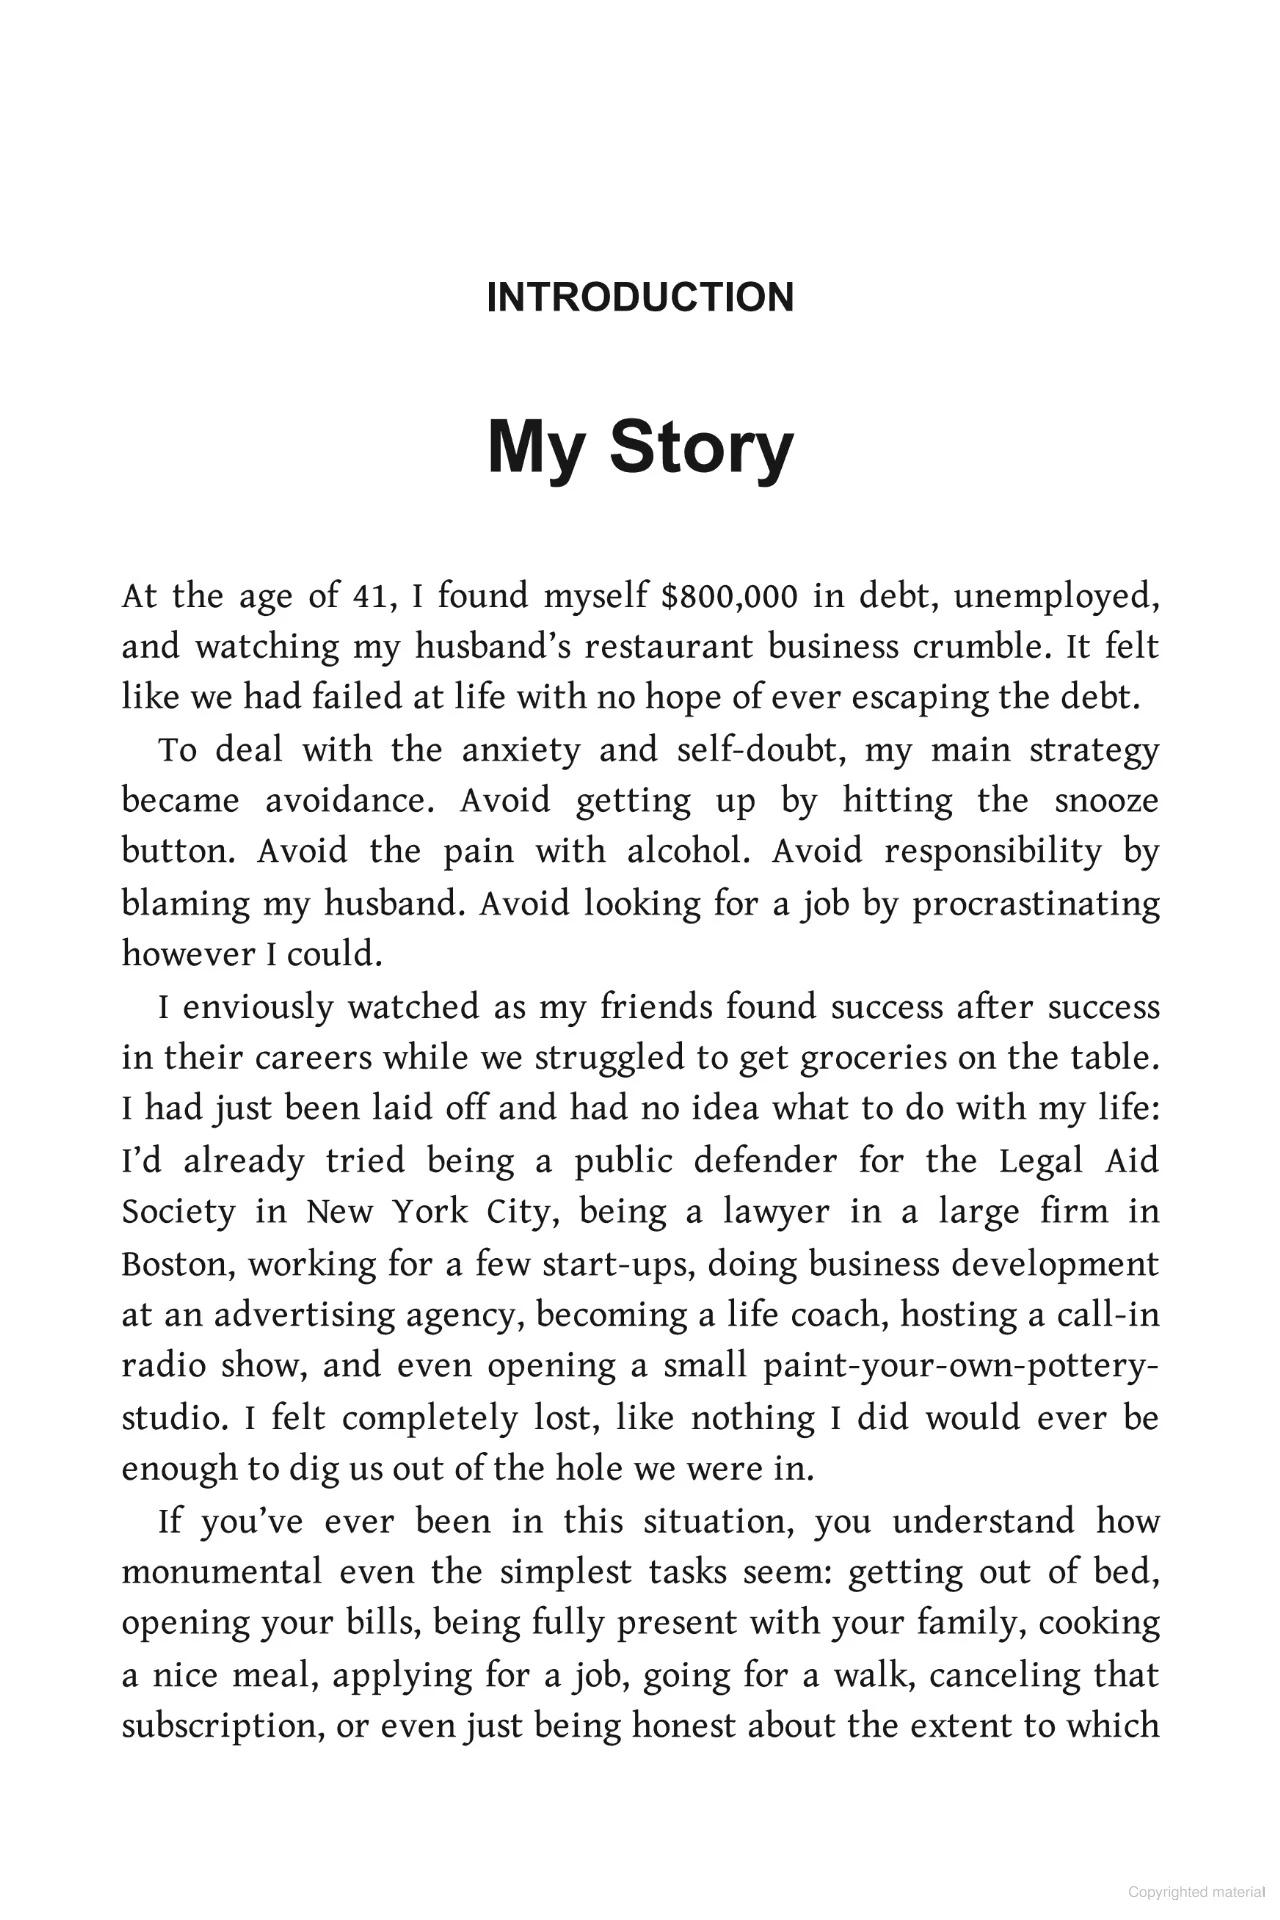 INTRODUCTION
My Story
At the age of 41, I found myself $800,000 in debt, unemployed,
and watching my husband’s restaurant business crumble. It felt
like we had failed at life with no hope of ever escaping the debt.
To deal with the anxiety and self-doubt, my main strategy
became avoidance. Avoid getting up by hitting the snooze
button. Avoid the pain with alcohol. Avoid responsibility by
blaming my husband. Avoid looking for a job by procrastinating
however I could.
I enviously watched as my friends found success after success
in their careers while we struggled to get groceries on the table.
I had just been laid off and had no idea what to do with my life:
I’d already tried being a public defender for the Legal Aid
Society in New York City, being a lawyer in a large firm in
Boston, working for a few start-ups, doing business development
at an advertising agency, becoming a life coach, hosting a call-in
radio show, and even opening a small paint-your-own-pottery-
studio. I felt completely lost, like nothing I did would ever be
enough to dig us out of the hole we were in.
If you’ve ever been in this situation, you understand how
monumental even the simplest tasks seem: getting out of bed,
opening your bills, being fully present with your family, cooking
a nice meal, applying for a job, going for a walk, canceling that
subscription, or even just being honest about the extent to which
Copyrighted material